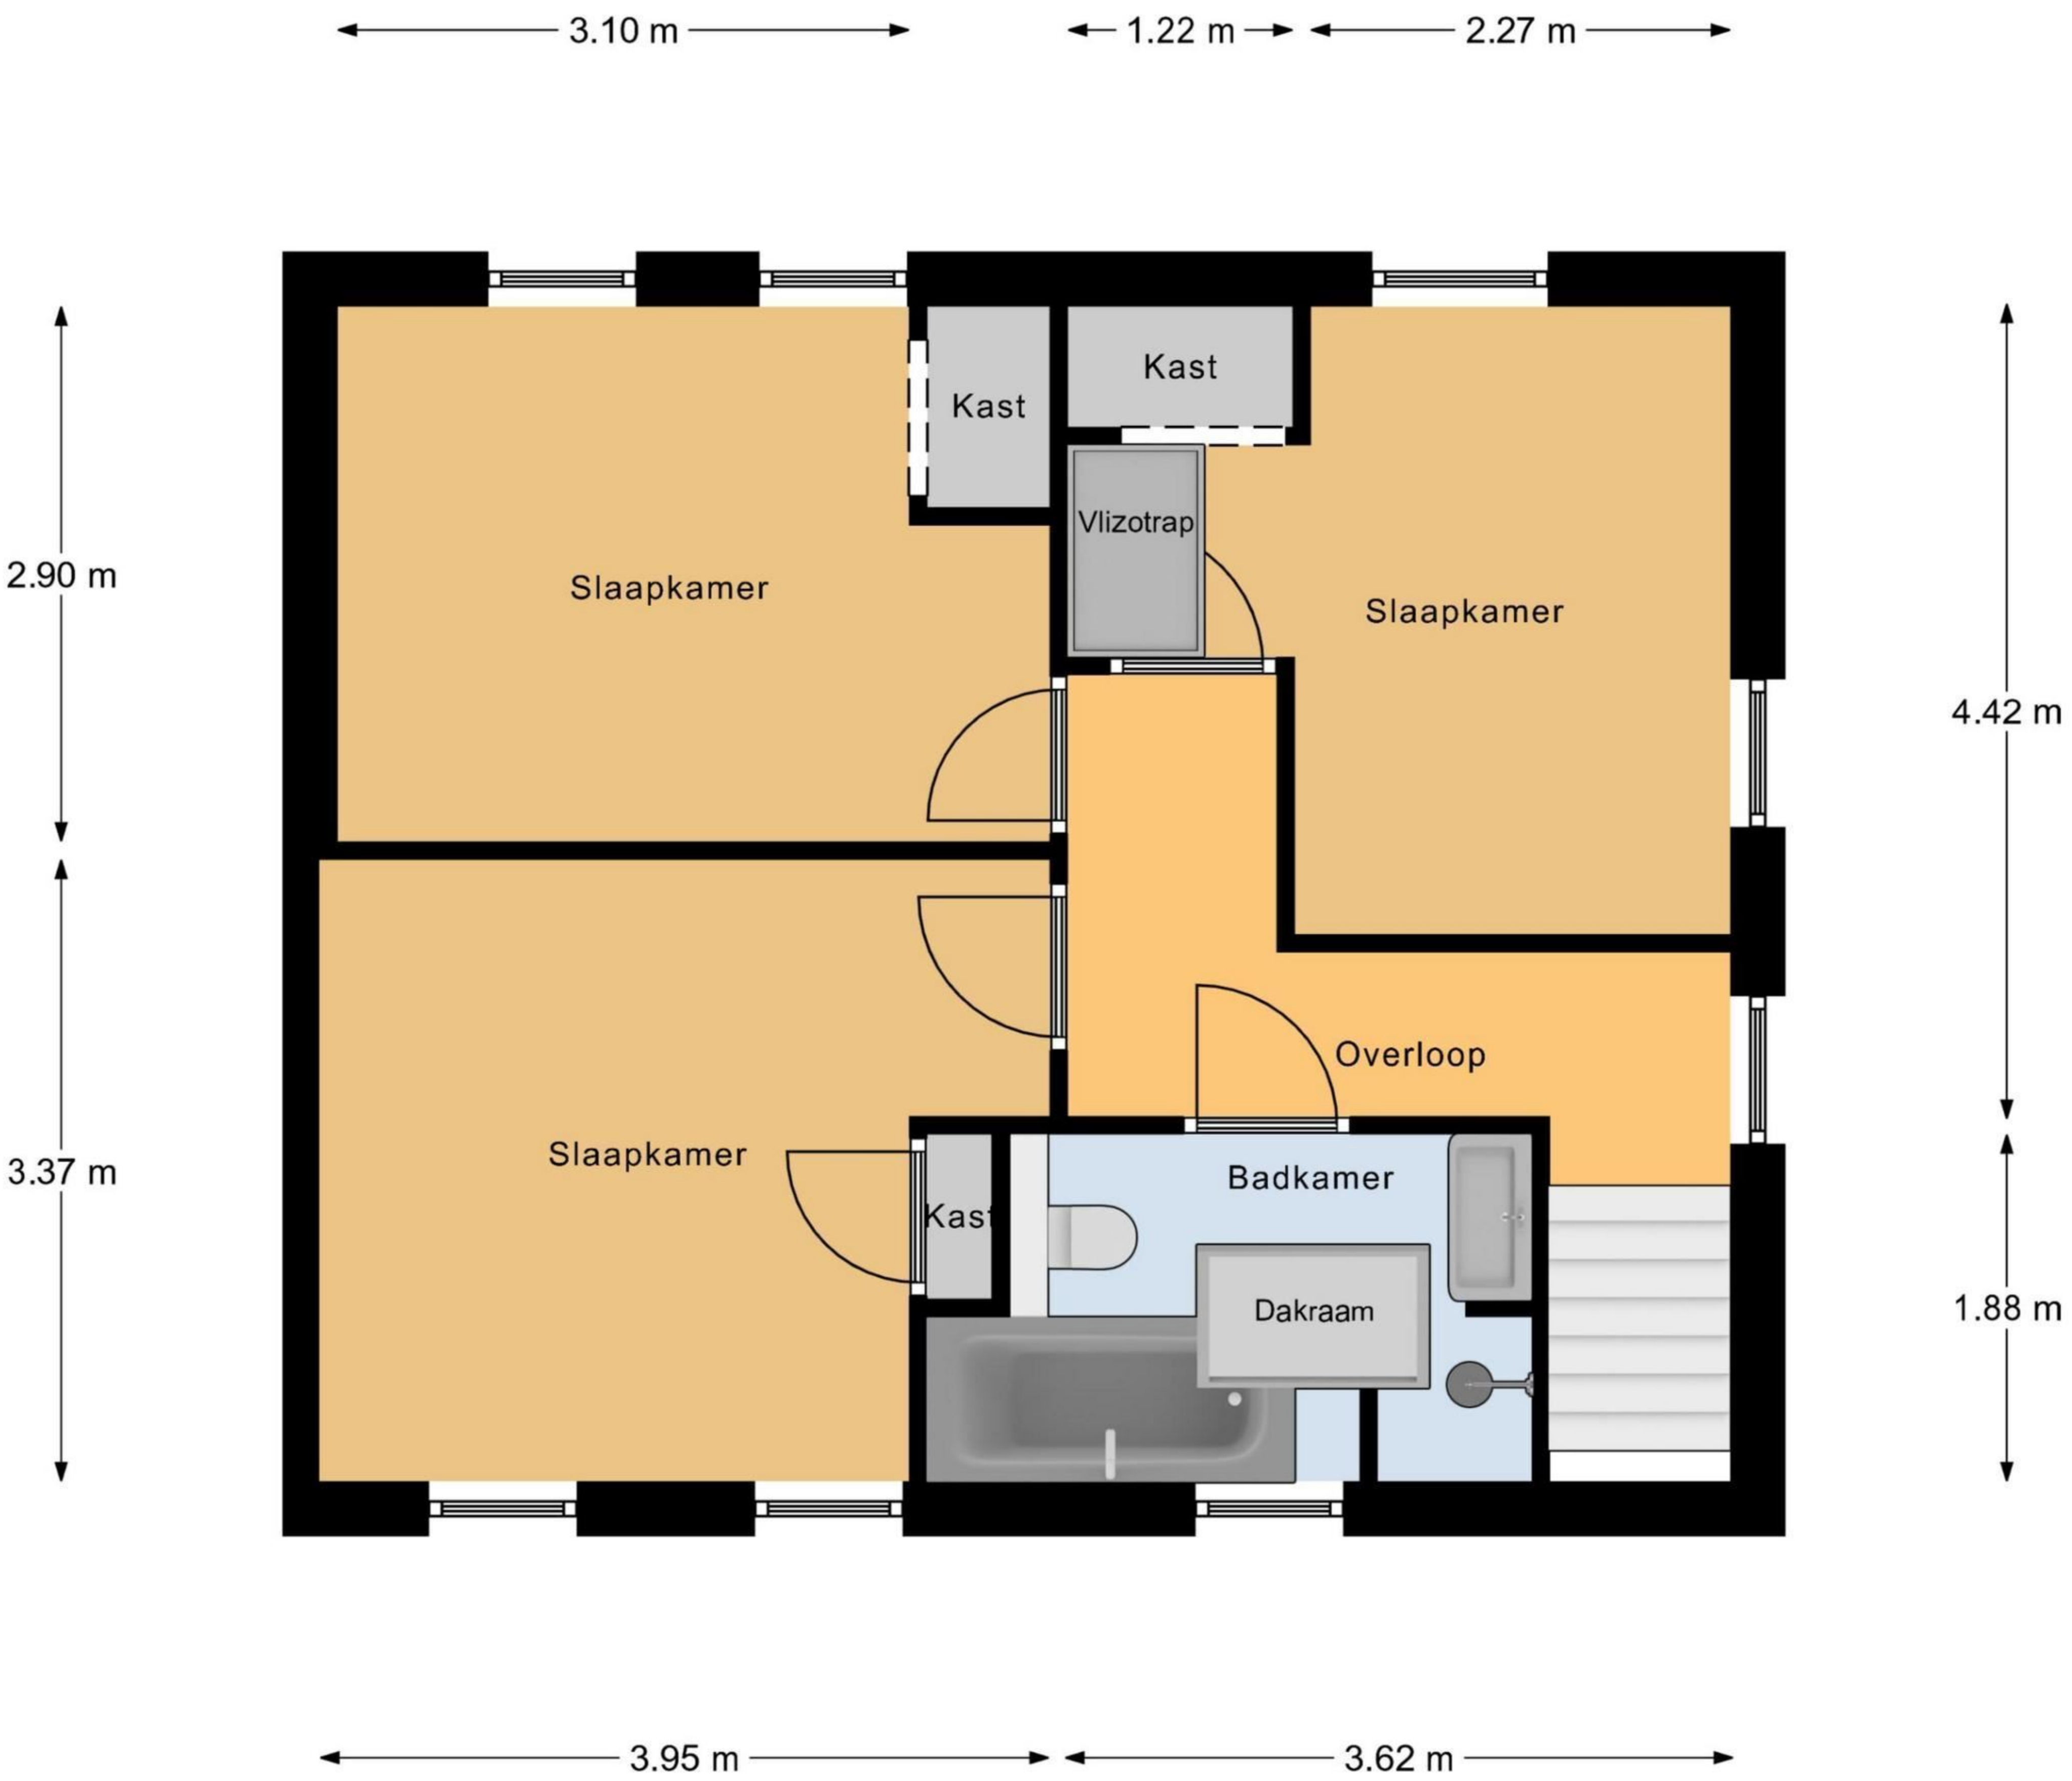 3.10 m
1.22 m
2.27 m
Kast
Kast
Vlizotrap
2.90 m
Slaapkamer
Slaapkamer
4.42 m
Overloop
Slaapkamer
3.37 m
Badkamer
Kast
Dakraam
1.88 m
3.95 m
3.62 m